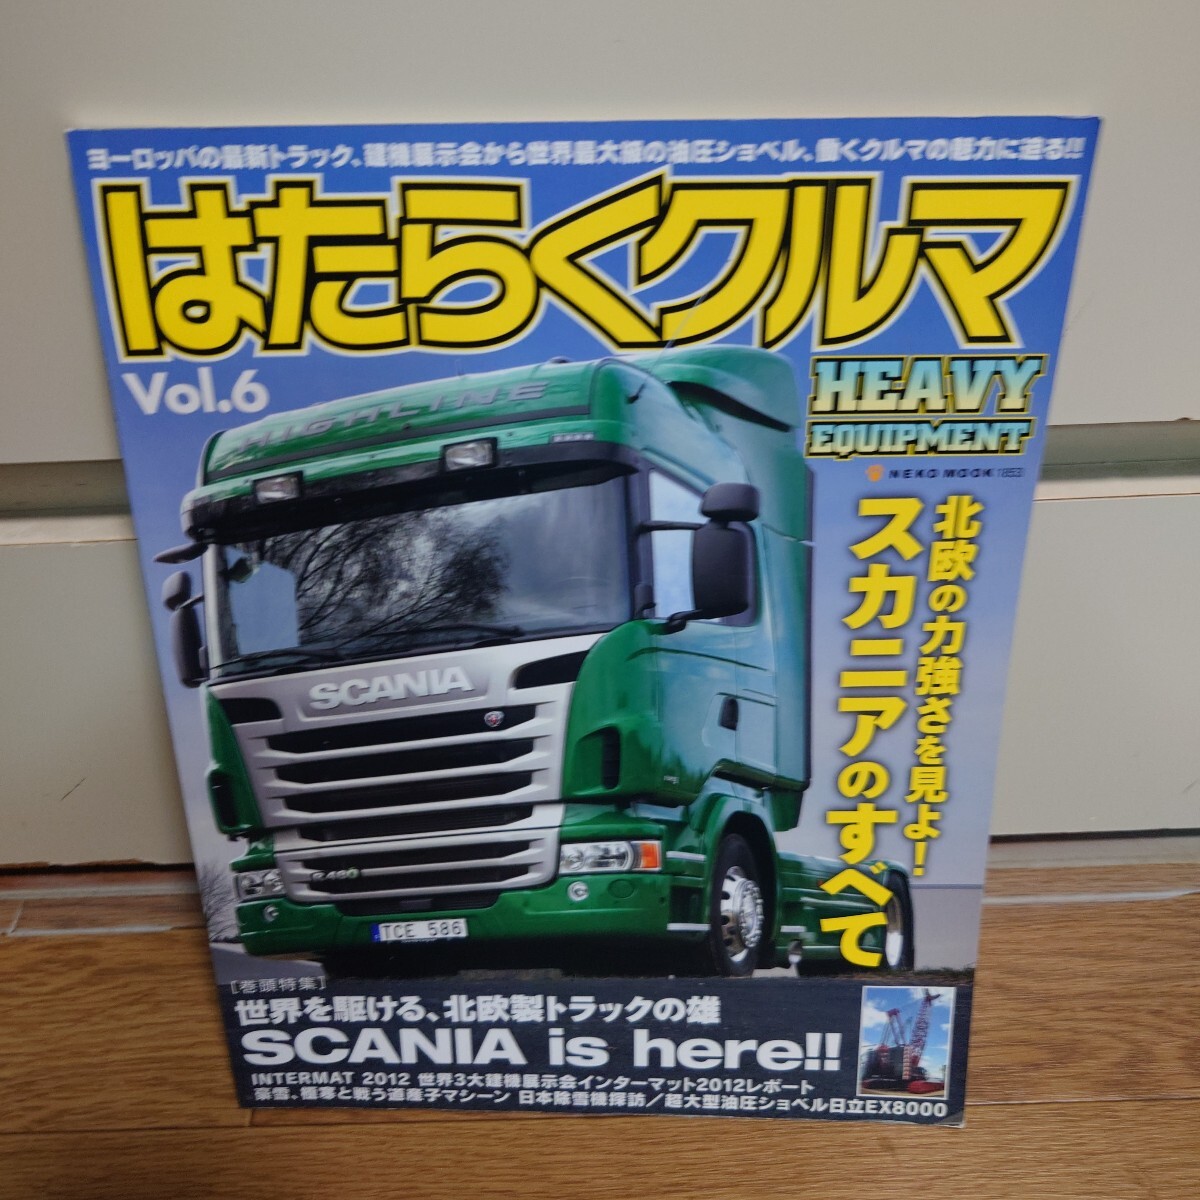 ヨーロッパの最新トラック、建機展示会から世界最大級の油圧ショベル、働くクルマの魅力に迫る!!
はたらくクルマ
Vol.6
HEAVY
EQUIPMENT
NEKO MOOK 1853
北欧の力強さを見よ!
スカニアのすべて
HIGHLINE
SCANIA
R 480
TCE 586
[巻頭特集]
世界を駆ける、北欧製トラックの雄
SCANIA is here!!
INTERMAT 2012 世界3大建機展示会インターマット2012レポート
豪雪、極寒と戦う道産子マシーン 日本除雪機探訪/超大型油圧ショベル日立EX8000